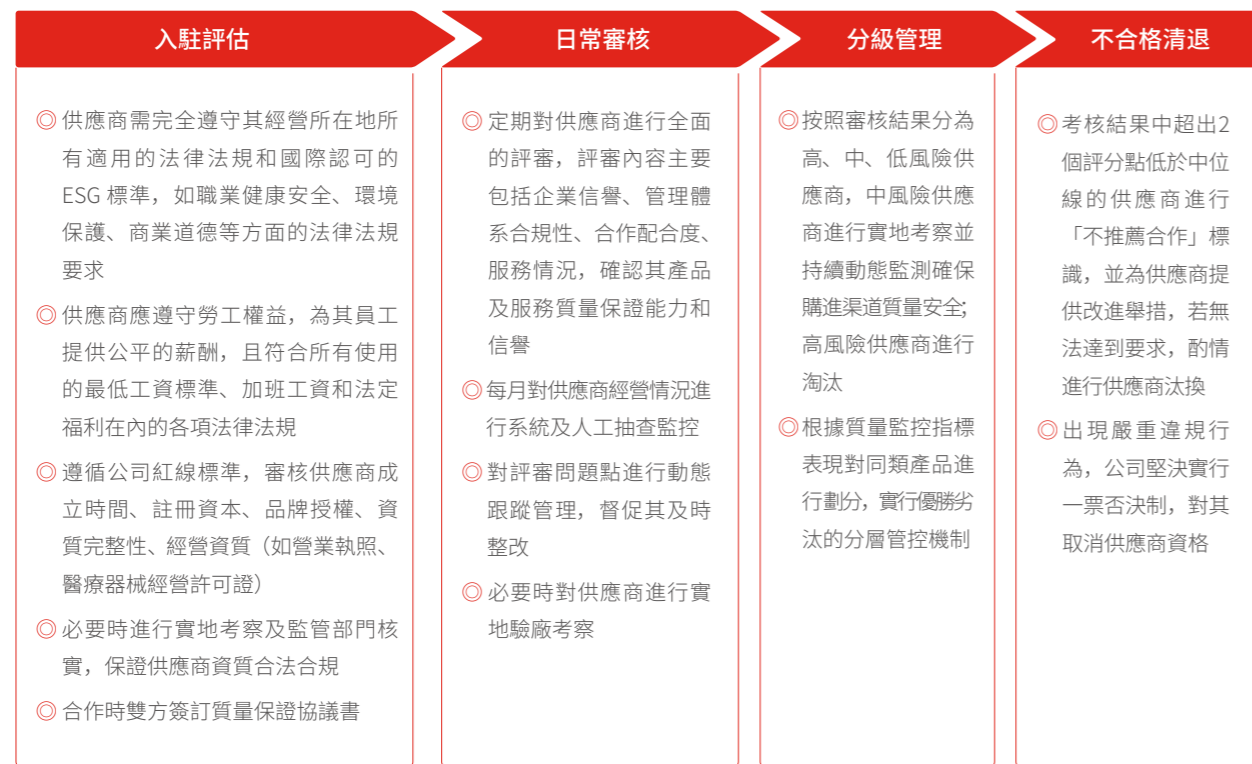 入駐評估
◎ 供應商需完全遵守其經營所在地所
有適用的法律法規和國際認可的
ESG 標準，如職業健康安全、環境
保護、商業道德等方面的法律法規
要求
◎ 供應商應遵守勞工權益，為其員工
提供公平的薪酬，且符合所有使用
的最低工資標準、加班工資和法定
福利在內的各項法律法規
◎ 遵循公司紅線標準，審核供應商成
立時間、註冊資本、品牌授權、資
質完整性、經營資質（如營業執照、
醫療器械經營許可證）
◎ 必要時進行實地考察及監管部門核
實，保證供應商資質合法合規
◎ 合作時雙方簽訂質量保證協議書
日常審核
◎ 定期對供應商進行全面
的評審，評審內容主要
包括企業信譽、管理體
系合規性、合作配合度、
服務情況，確認其產品
及服務質量保證能力和
信譽
◎ 每月對供應商經營情況進
行系統及人工抽查監控
◎ 對評審問題點進行動態
跟蹤管理，督促其及時
整改
◎ 必要時對供應商進行實
地驗廠考察
分級管理
◎ 按照審核結果分為
高、中、低風險供
應商，中風險供應
商進行實地考察並
持續動態監測確保
購進渠道質量安全；
高風險供應商進行
淘汰
◎ 根據質量監控指標
表現對同類產品進
行劃分，實行優勝劣
汰的分層管控機制
不合格清退
◎ 考核結果中超出2
個評分點低於中位
線的供應商進行
「不推薦合作」標
識，並為供應商提
供改進舉措，若無
法達到要求，酌情
進行供應商汰換
◎ 出現嚴重違規行
為，公司堅決實行
一票否決制，對其
取消供應商資格